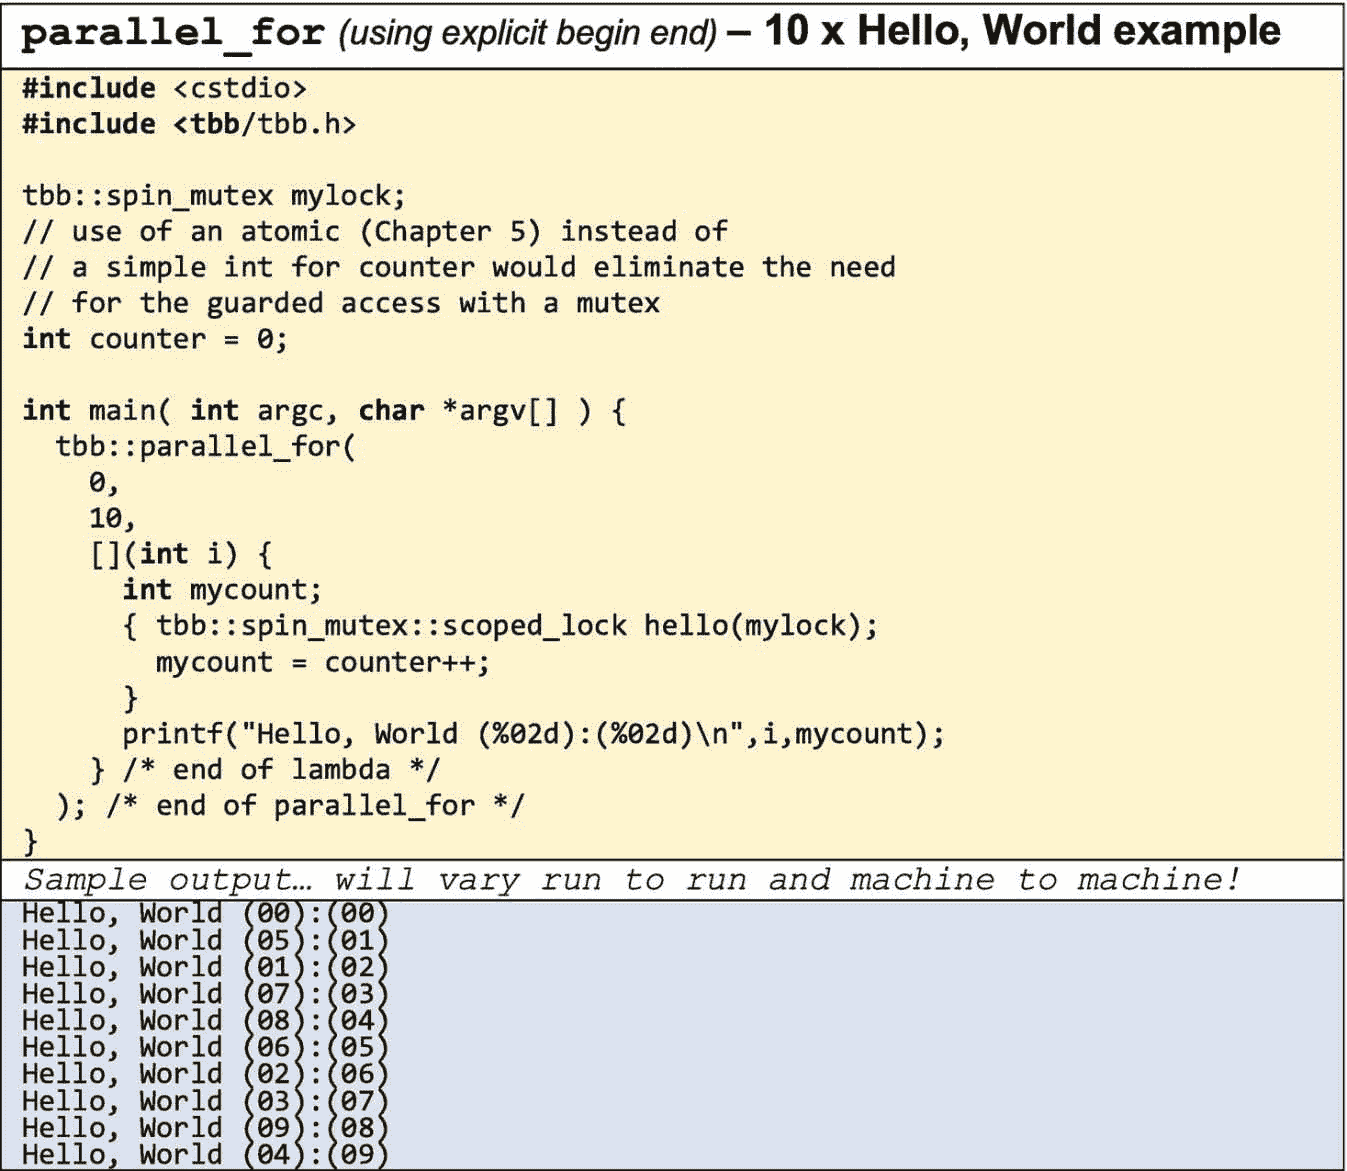 parallel_for (using explicit begin end) – 10 x Hello, World example
#include <cstdio>
#include <tbb/tbb.h>

tbb::spin_mutex mylock;
// use of an atomic (Chapter 5) instead of
// a simple int for counter would eliminate the need
// for the guarded access with a mutex
int counter = 0;

int main( int argc, char *argv[] ) {
  tbb::parallel_for(
    0,
    10,
    [](int i) {
      int mycount;
      { tbb::spin_mutex::scoped_lock hello(mylock);
        mycount = counter++;
      }
      printf("Hello, World (%02d):(%02d)\n",i,mycount);
    } /* end of lambda */
  ); /* end of parallel_for */
}
Sample output… will vary run to run and machine to machine!
Hello, World (00):(00)
Hello, World (05):(01)
Hello, World (01):(02)
Hello, World (07):(03)
Hello, World (08):(04)
Hello, World (06):(05)
Hello, World (02):(06)
Hello, World (03):(07)
Hello, World (09):(08)
Hello, World (04):(09)